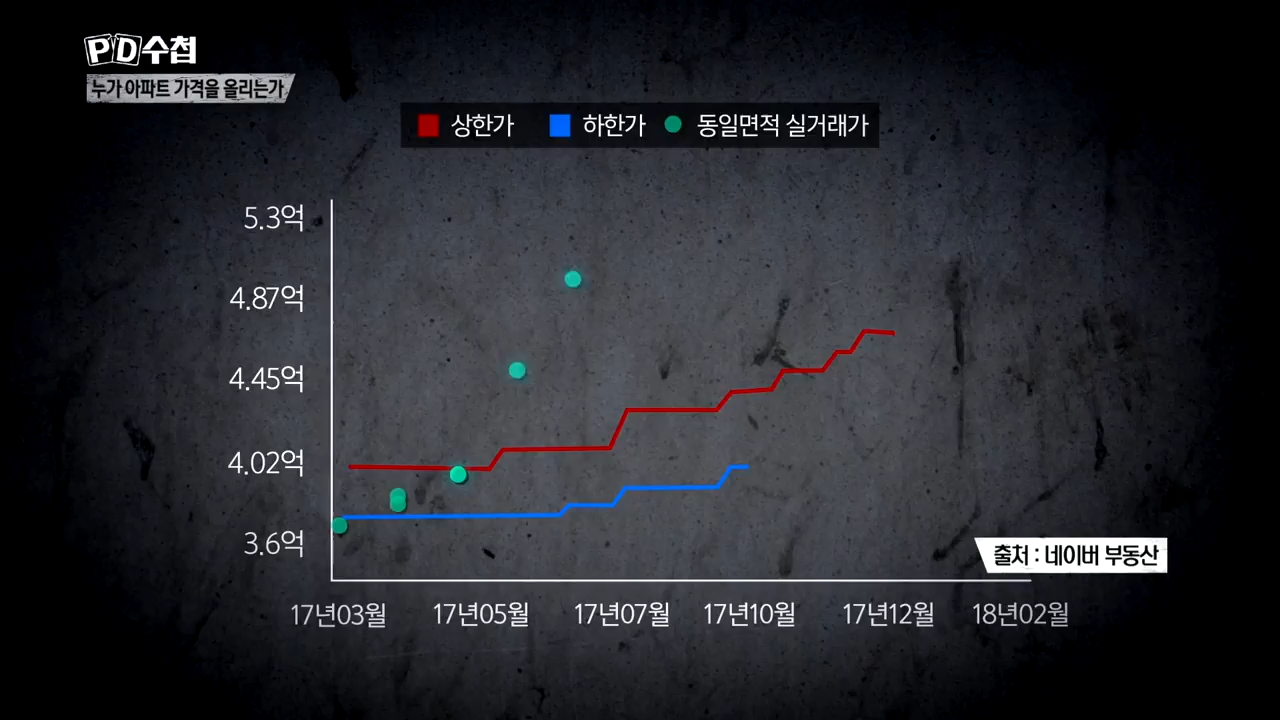 PD수첩
누가 아파트 가격을 올리는가
상한가 하한가 동일면적 실거래가
5.3억
4.87억
4.45억
4.02억
3.6억
출처 : 네이버 부동산
17년03월 17년05월 17년07월 17년10월 17년12월 18년02월